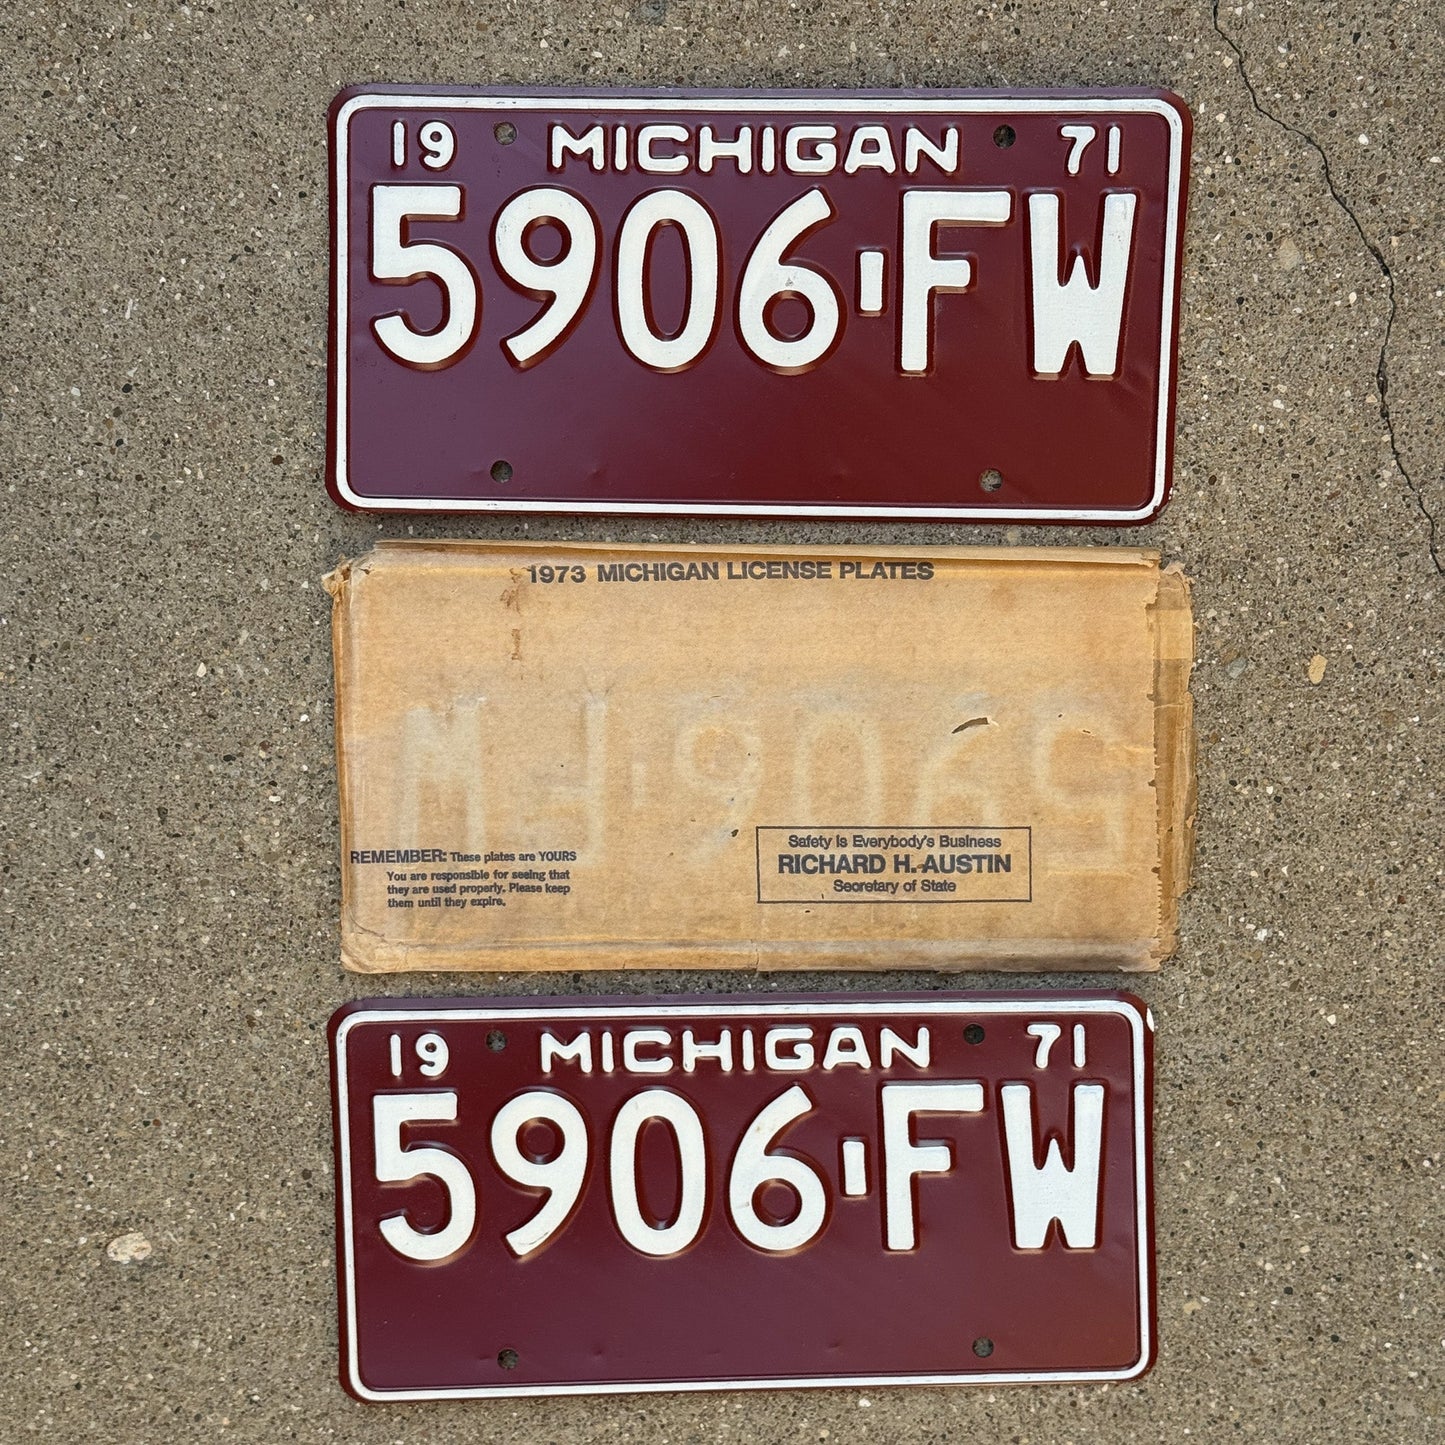 19 MICHIGAN 71
5906-FW
1973 MICHIGAN LICENSE PLATES
REMEMBER: These plates are YOURS
You are responsible for seeing that
they are used properly. Please keep
them until they expire.
Safety is Everybody's Business
RICHARD H. AUSTIN
Secretary of State
19 MICHIGAN 71
5906-FW